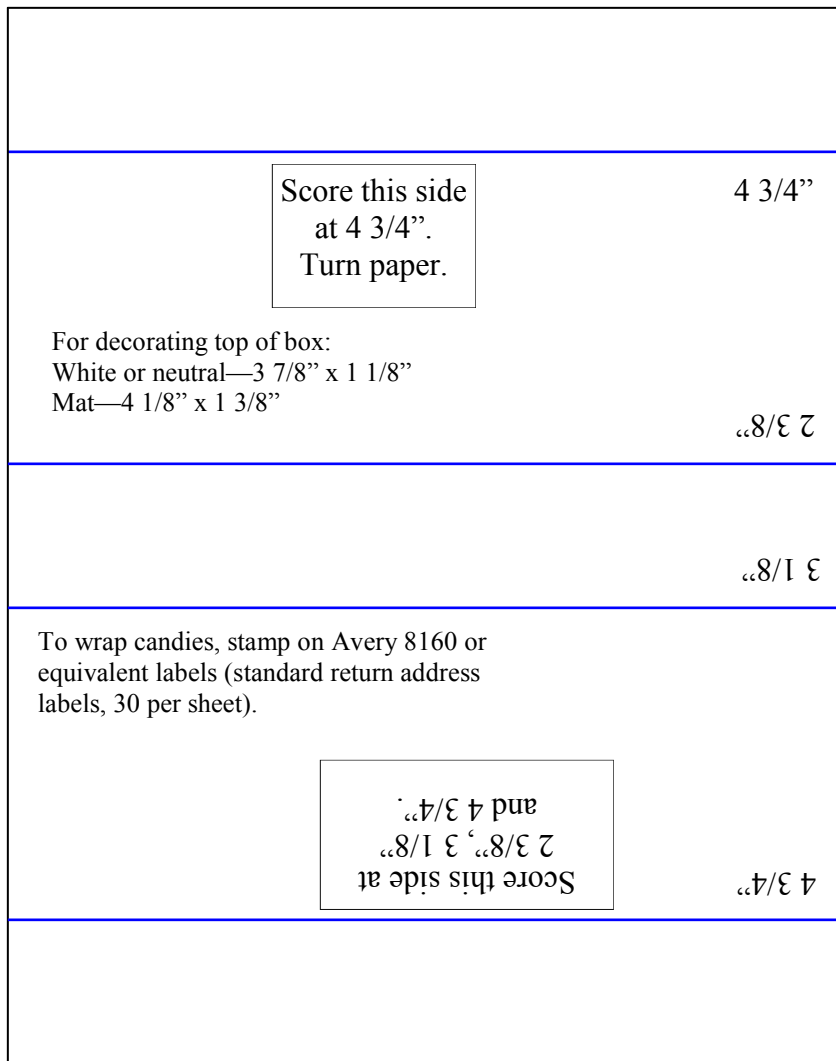 Score this side
at 4 3/4”.
Turn paper.
4 3/4”
For decorating top of box:
White or neutral—3 7/8” x 1 1/8”
Mat—4 1/8” x 1 3/8”
2 3/8“
3 1/8“
To wrap candies, stamp on Avery 8160 or
equivalent labels (standard return address
labels, 30 per sheet).
Score this side at
2 3/8“, 3 1/8“
and 4 3/4“.
4 3/4“